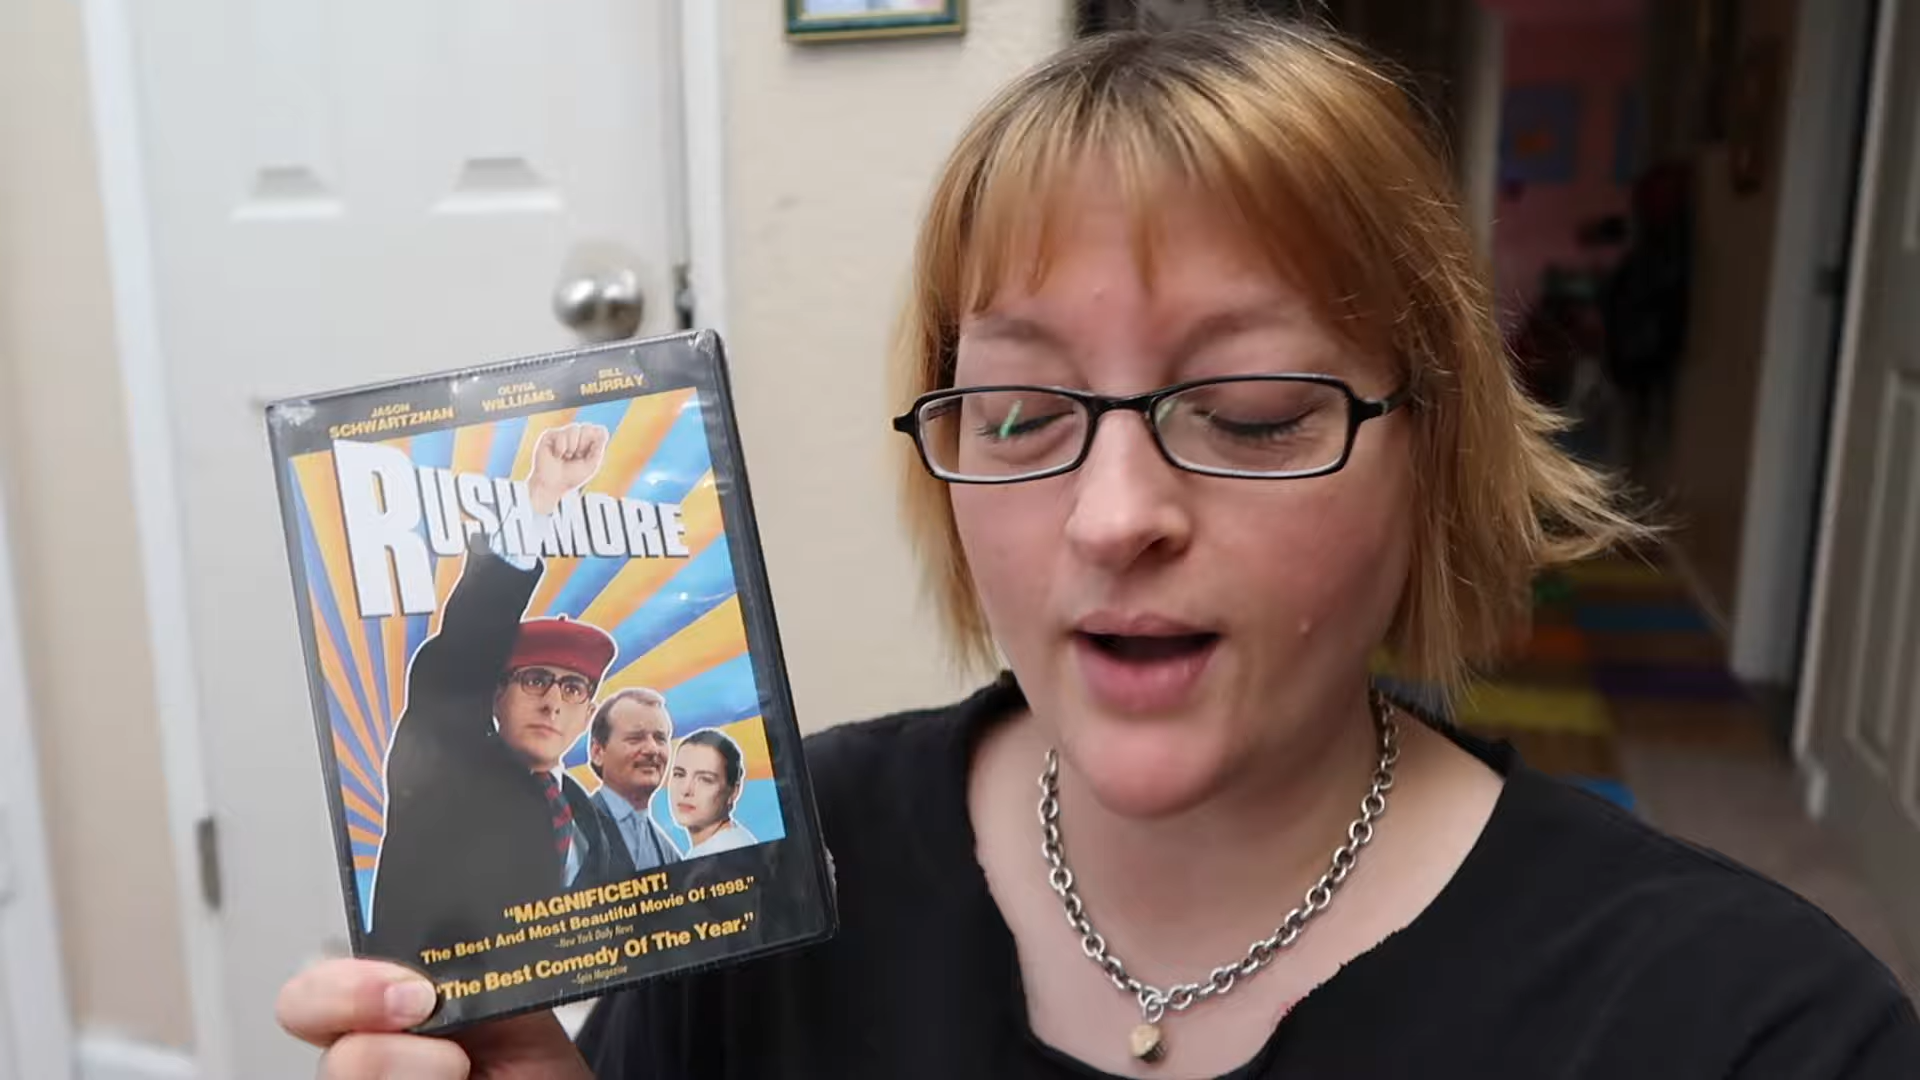 JASON
SCHWARTZMAN
OLIVIA
WILLIAMS
BILL
MURRAY
RUSHMORE
"MAGNIFICENT!
The Best And Most Beautiful Movie Of 1998."
–New York Daily News
"The Best Comedy Of The Year."
–Spin Magazine